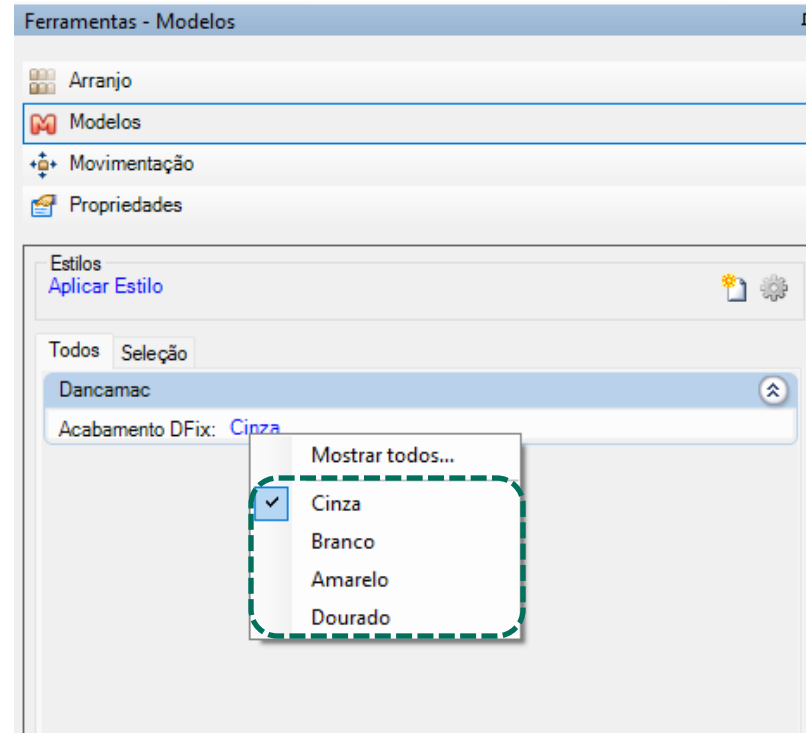 Ferramentas - Modelos
Arranjo
Modelos
Movimentação
Propriedades
Estilos
Aplicar Estilo
Todos Seleção
Dancamac
Acabamento DFix: Cinza
Mostrar todos...
Cinza
Branco
Amarelo
Dourado